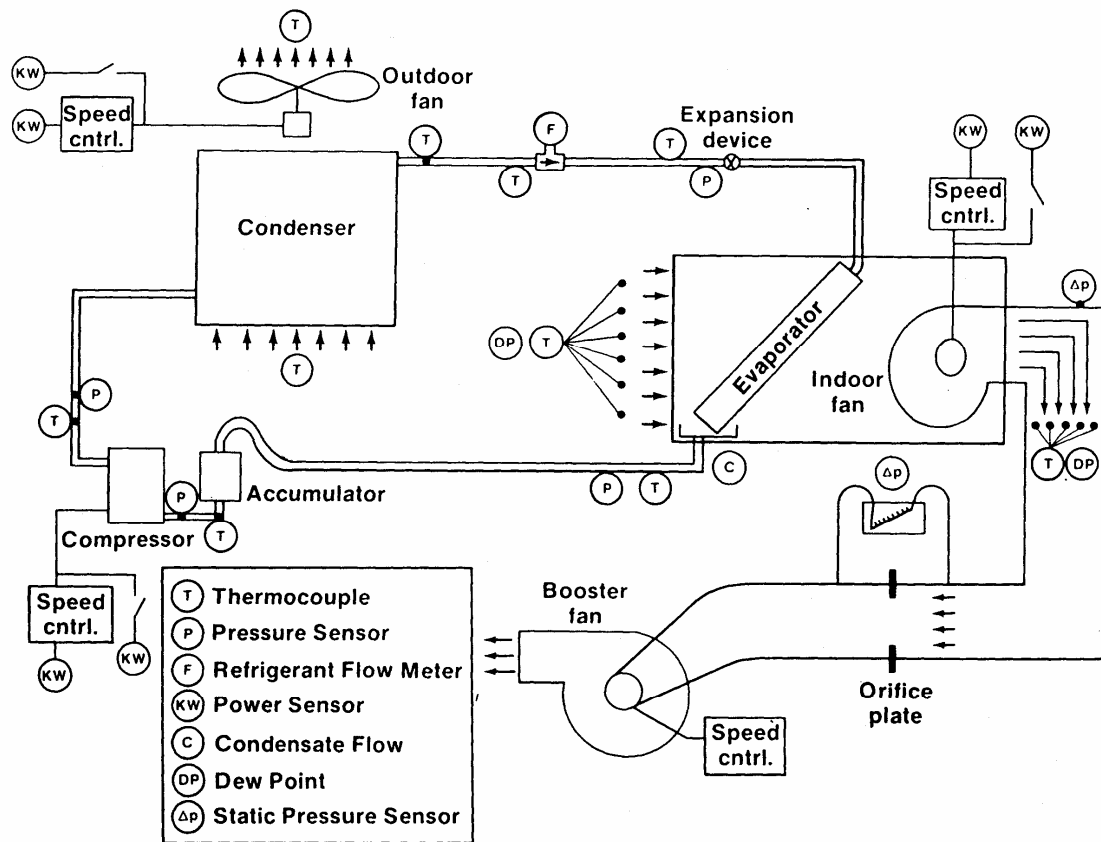 T
Outdoor
fan
KW
KW
Speed
cntrl.
T
T
F
T
P
Expansion
device
KW
KW
Speed
cntrl.
Condenser
T
DP
T
Evaporator
Indoor
fan
Δp
T
DP
P
T
Accumulator
P
T
Compressor
P
T
C
Δp
Speed
cntrl.
KW
KW
Booster
fan
Orifice
plate
Speed
cntrl.
T Thermocouple
P Pressure Sensor
F Refrigerant Flow Meter
KW Power Sensor
C Condensate Flow
DP Dew Point
Δp Static Pressure Sensor